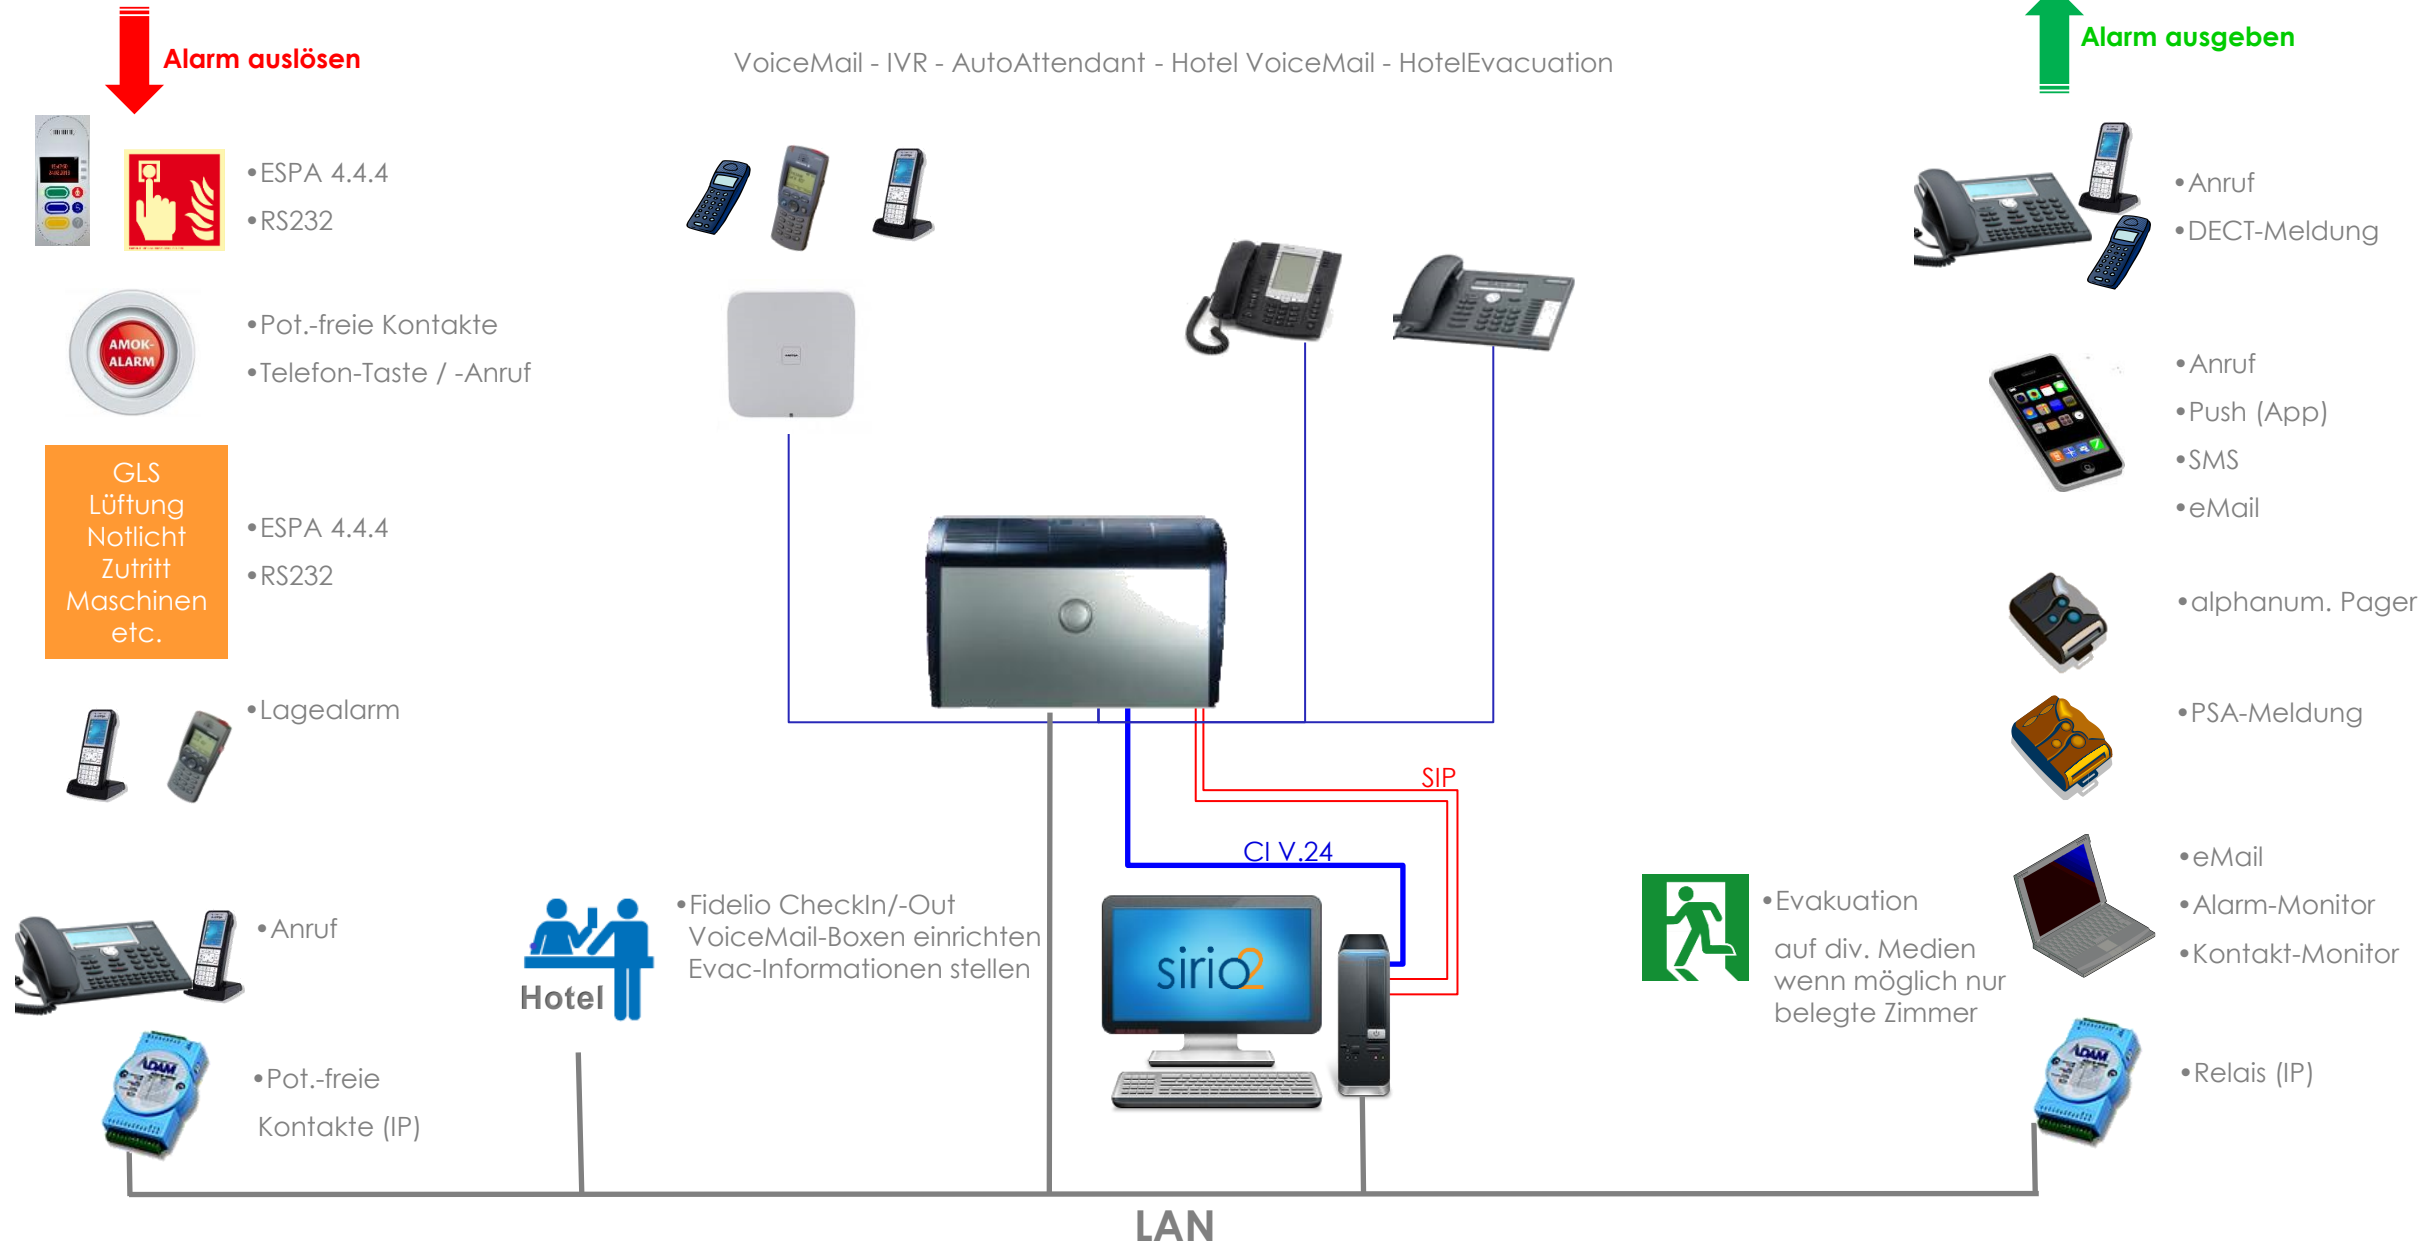 Alarm auslösen
VoiceMail - IVR - AutoAttendant - Hotel VoiceMail - HotelEvacuation
Alarm ausgeben
•ESPA 4.4.4
•RS232
AMOK-
ALARM
•Pot.-freie Kontakte
•Telefon-Taste / -Anruf
GLS
Lüftung
Notlicht
Zutritt
Maschinen
etc.
•ESPA 4.4.4
•RS232
•Lagealarm
•Anruf
ADAM
•Pot.-freie
Kontakte (IP)
Hotel
•Fidelio CheckIn/-Out
VoiceMail-Boxen einrichten
Evac-Informationen stellen
SIP
CI V.24
sirio2
•Evakuation
auf div. Medien
wenn möglich nur
belegte Zimmer
•Anruf
•DECT-Meldung
•Anruf
•Push (App)
•SMS
•eMail
•alphanum. Pager
•PSA-Meldung
•eMail
•Alarm-Monitor
•Kontakt-Monitor
ADAM
•Relais (IP)
LAN